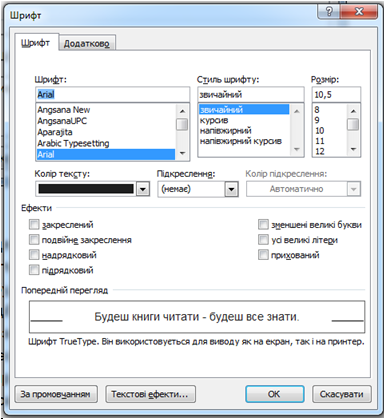 Шрифт
Шрифт Додатково
Шрифт: Стиль шрифту: Розмір:
Arial звичайний 10,5
Angsana New звичайний 8
AngsanaUPC курсив 9
Aparajita напівжирний 10
Arabic Typesetting напівжирний курсив 11
Arial 12
Колір тексту: Підкреслення: Колір підкреслення:
(немає) Автоматично
Ефекти
закреслений зменшені великі букви
подвійне закреслення усі великі літери
надрядковий прихований
підрядковий
Попередній перегляд
Будеш книги читати - будеш все знати.
Шрифт TrueType. Він використовується для виводу як на екран, так і на принтер.
За промовчанням Текстові ефекти... ОК Скасувати